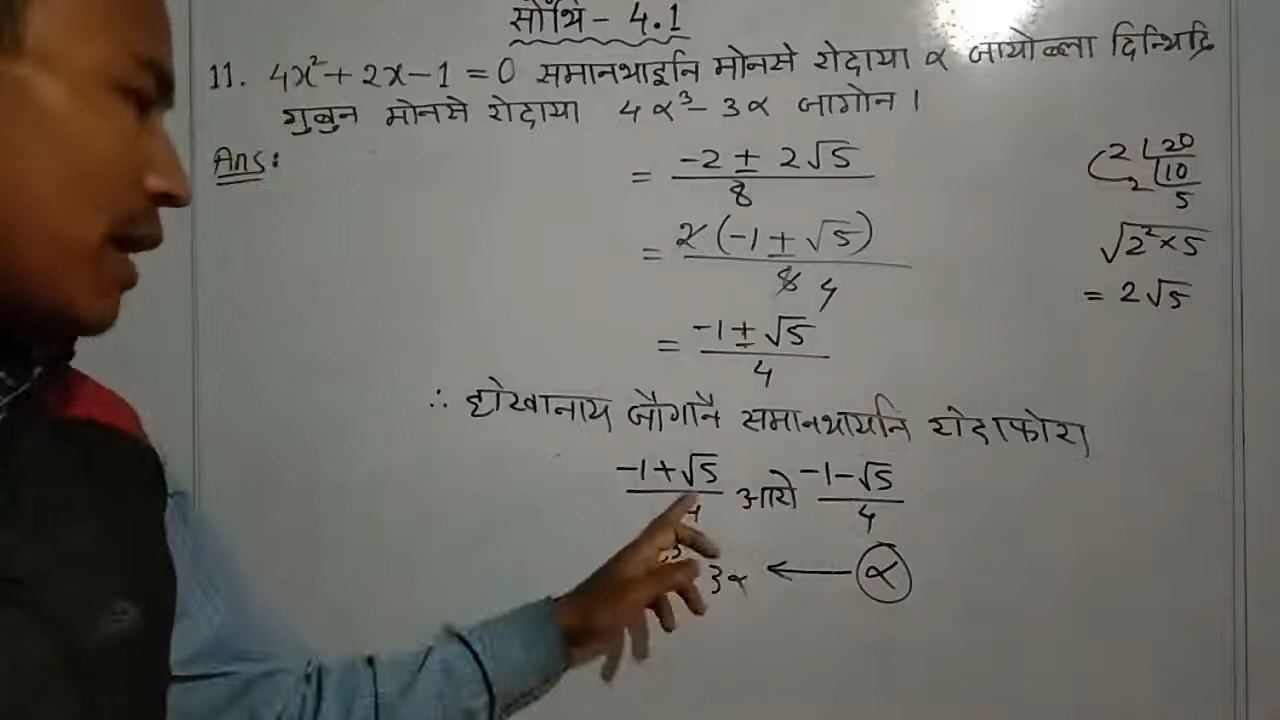 सोँथि - 4.1
11. 4x² + 2x - 1 = 0 समानथाइनि मोनसे रोदाया α जायोब्ला दिन्थिद्रि
गुबुन मोनसे रोदाया 4α³ - 3α जागोन।
Ans:
= (-2 ± 2√5)/8
= 2(-1 ± √5)/8 4
= (-1 ± √5)/4
2 | 20
2 | 10
5
√2² × 5
= 2√5
∴ होखानाय जौगानै समानथायनि रोदाफोरा
(-1+√5)/4 आरो (-1-√5)/4
3α ← α